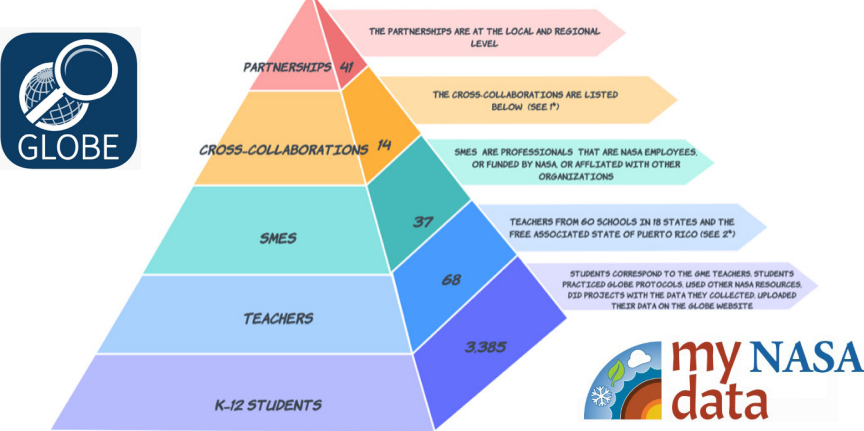 THE PARTNERSHIPS ARE AT THE LOCAL AND REGIONAL
LEVEL
PARTNERSHIPS 41
THE CROSS-COLLABORATIONS ARE LISTED
BELOW (SEE 1*)
GLOBE
CROSS-COLLABORATIONS 14
SMES ARE PROFESSIONALS THAT ARE NASA EMPLOYEES,
OR FUNDED BY NASA, OR AFFLIATED WITH OTHER
ORGANIZATIONS
SMES
37
TEACHERS FROM 60 SCHOOLS IN 18 STATES AND THE
FREE ASSOCIATED STATE OF PUERTO RICO (SEE 2*)
TEACHERS
68
STUDENTS CORRESPOND TO THE GME TEACHERS. STUDENTS
PRACTICED GLOBE PROTOCOLS, USED OTHER NASA RESOURCES,
DID PROJECTS WITH THE DATA THEY COLLECTED, UPLOADED
THEIR DATA ON THE GLOBE WEBSITE
K-12 STUDENTS
3,385
my NASA
data